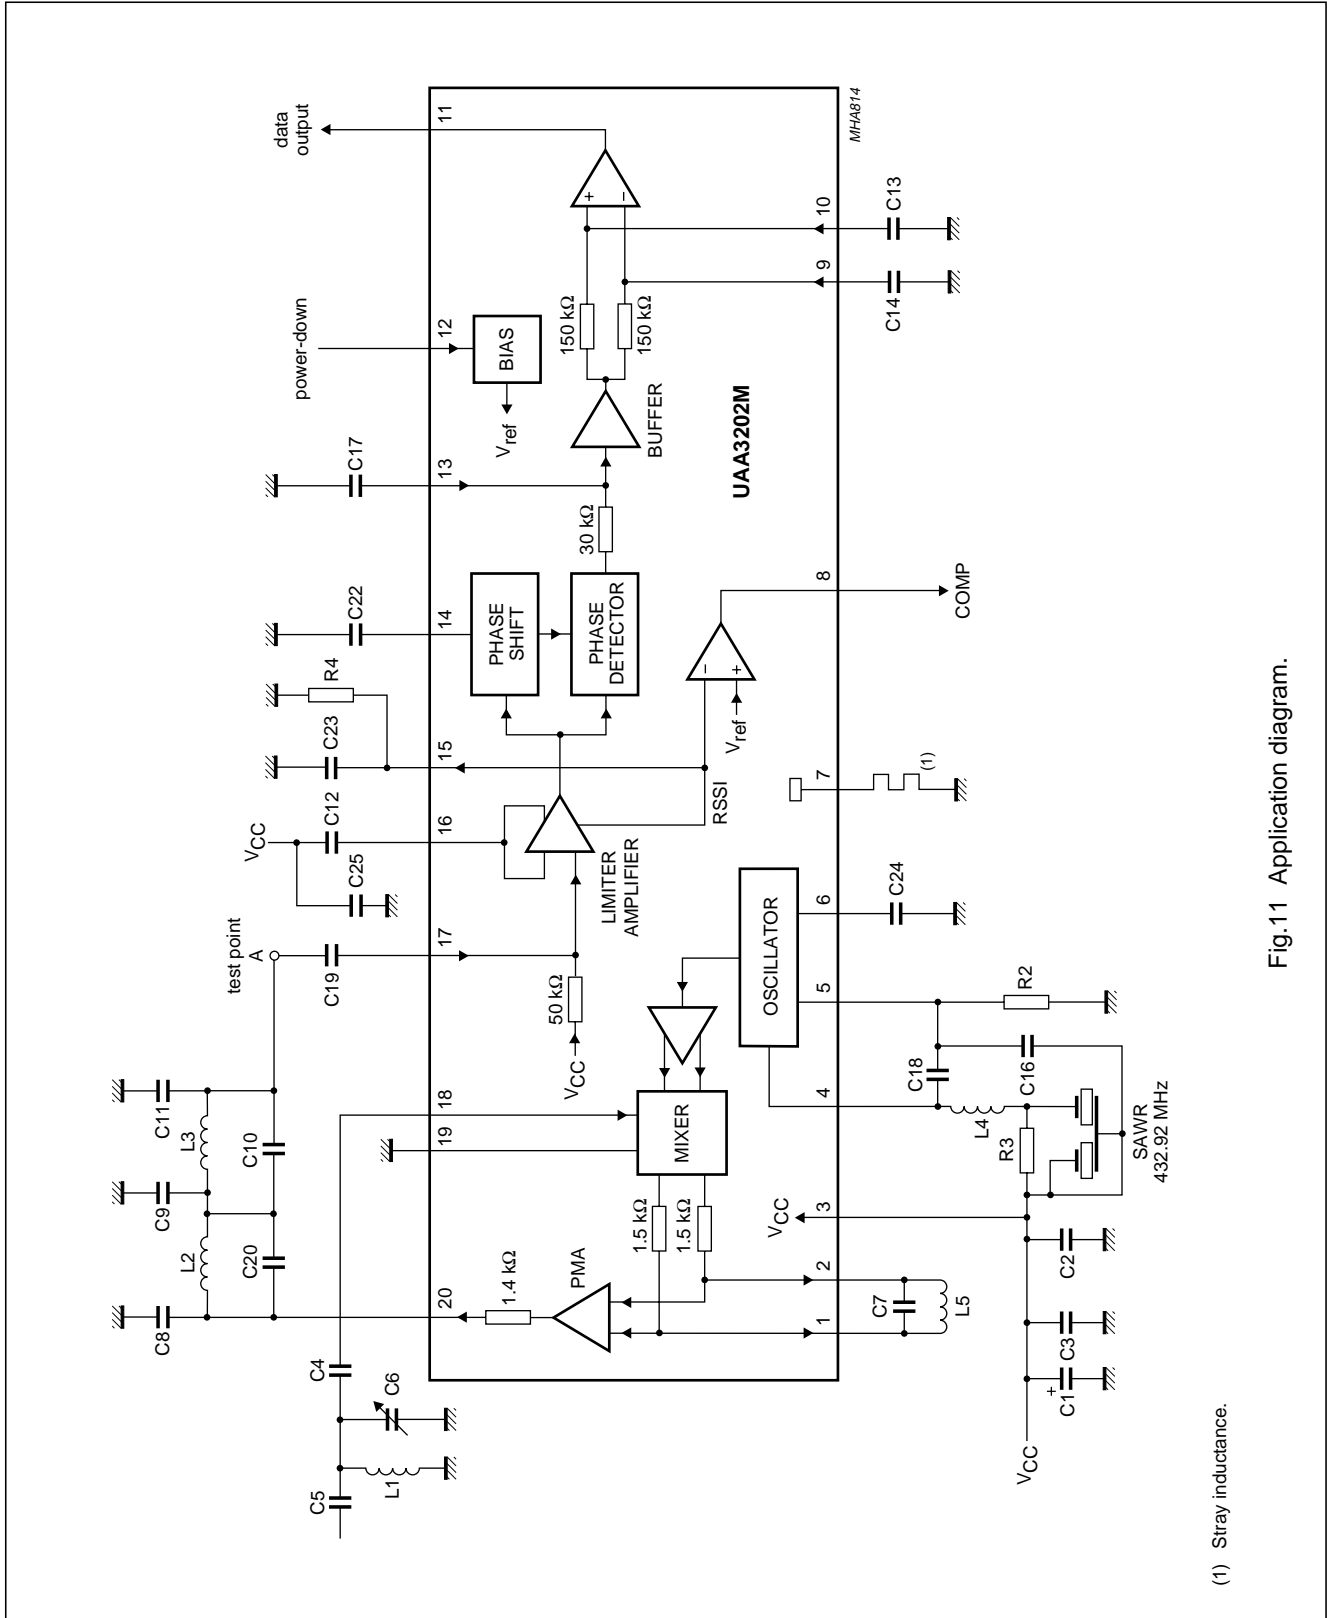 data
output
11
MHA814
10
C13
9
C14
power-down
12
BIAS
Vref
150 kΩ
150 kΩ
BUFFER
UAA3202M
C17
13
30 kΩ
C22
14
PHASE
SHIFT
PHASE
DETECTOR
8
COMP
R4
C23
15
RSSI
Vref
7
(1)
VCC
C12
16
C25
LIMITER
AMPLIFIER
C24
6
test point
A
C19
17
50 kΩ
VCC
OSCILLATOR
5
R2
C18
C16
4
L4
R3
SAWR
432.92 MHz
C11
L3
C10
C9
L2
C20
C8
18
19
MIXER
1.5 kΩ
1.5 kΩ
VCC
3
PMA
1.4 kΩ
20
2
C7
L5
1
C2
C3
C1
+
VCC
C4
C6
C5
L1
(1) Stray inductance.
Fig.11 Application diagram.
+
−
−
+